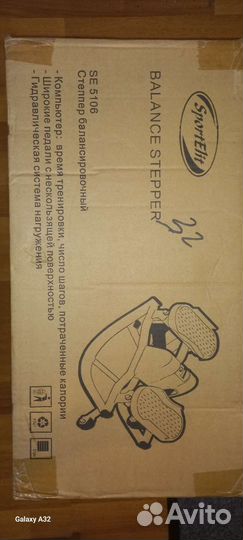 SportElit
BALANCE STEPPER
22
SE 5106
Степпер балансировочный
- Компьютер: время тренировки, число шагов, потраченные калории
- Широкие педали с нескользящей поверхностью
- Гидравлическая система нагружения
Galaxy A32
Avito